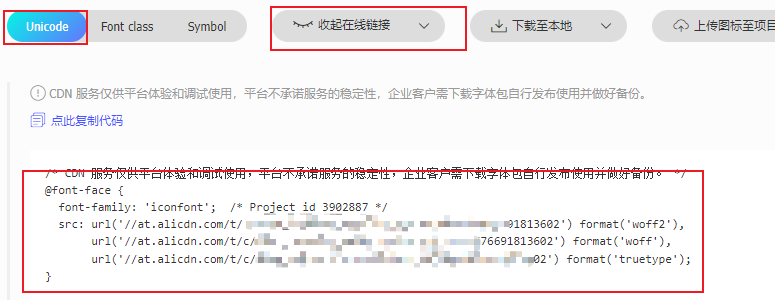 Unicode Font class Symbol 收起在线链接 下载至本地 上传图标至项目
CDN 服务仅供平台体验和调试使用，平台不承诺服务的稳定性，企业客户需下载字体包自行发布使用并做好备份。
点此复制代码
/* CDN 服务仅供平台体验和调试使用，平台不承诺服务的稳定性，企业客户需下载字体包自行发布使用并做好备份。 */
@font-face {
font-family: 'iconfont'; /* Project id 3902887 */
src: url('//at.alicdn.com/t/ 91813602') format('woff2'),
url('//at.alicdn.com/t/c/ 76691813602') format('woff'),
url('//at.alicdn.com/t/c/ 02') format('truetype');
}